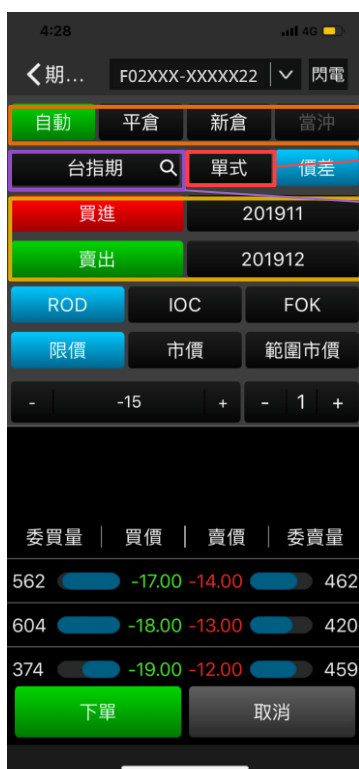 4:28 4G
期... F02XXX-XXXXX22 閃電
自動 平倉 新倉 當沖
台指期 單式 價差
買進 201911
賣出 201912
ROD IOC FOK
限價 市價 範圍市價
- -15 + - 1 +
委買量 買價 賣價 委賣量
562 -17.00 -14.00 462
604 -18.00 -13.00 420
374 -19.00 -12.00 459
下單 取消